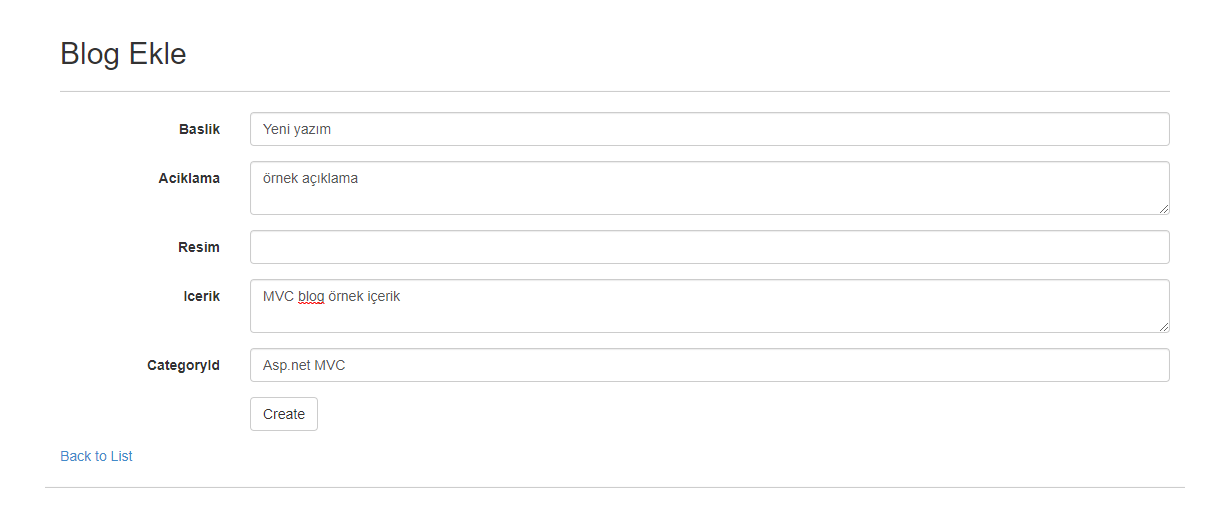 Blog Ekle
Baslik Yeni yazım
Aciklama örnek açıklama
Resim
Icerik MVC blog örnek içerik
CategoryId Asp.net MVC
Create
Back to List